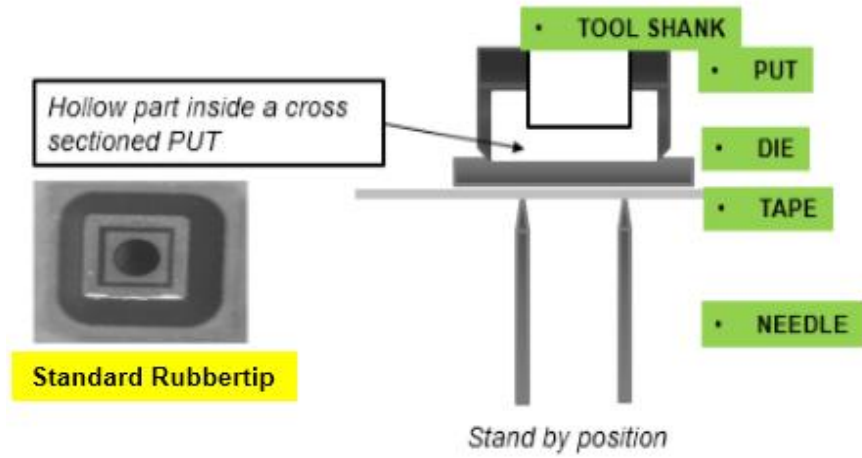 • TOOL SHANK
• PUT
Hollow part inside a cross
sectioned PUT
• DIE
• TAPE
• NEEDLE
Standard Rubbertip
Stand by position